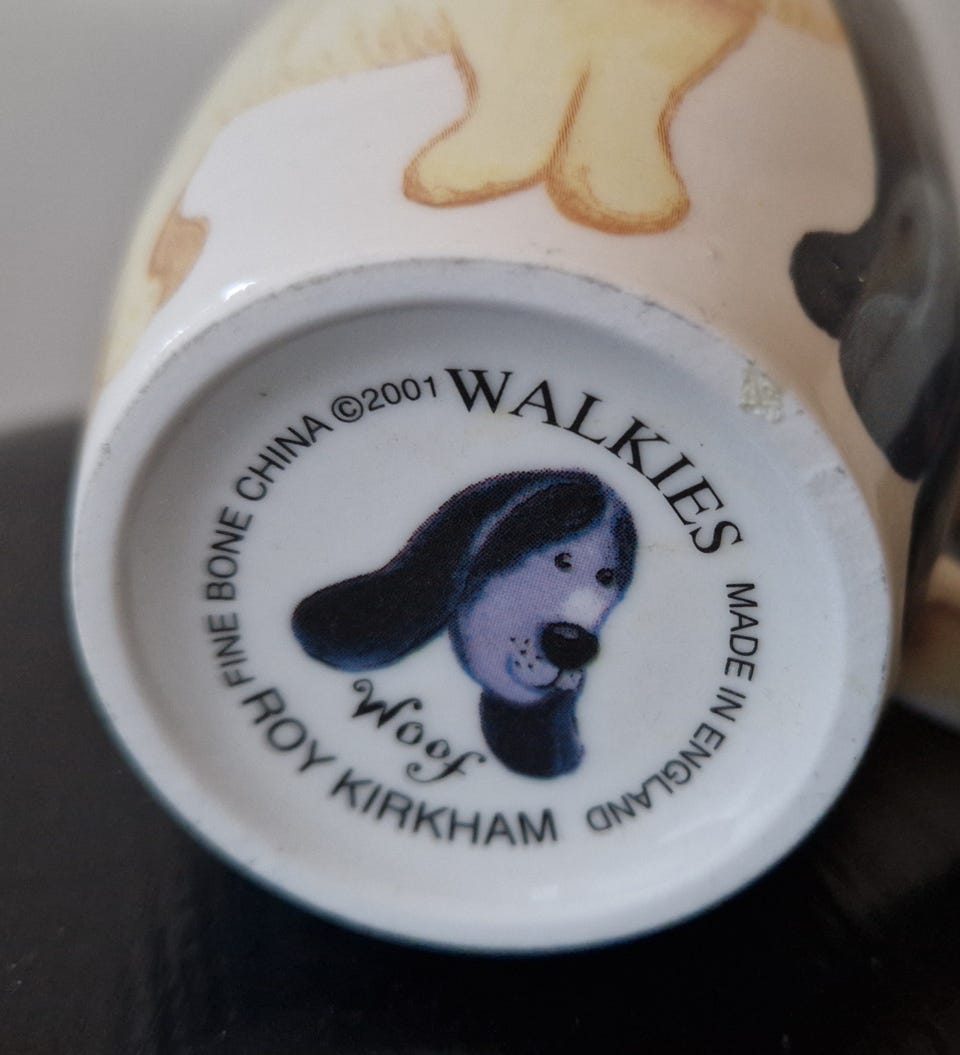 WALKIES
MADE IN ENGLAND
ROY KIRKHAM
FINE BONE CHINA ©2001
Woof